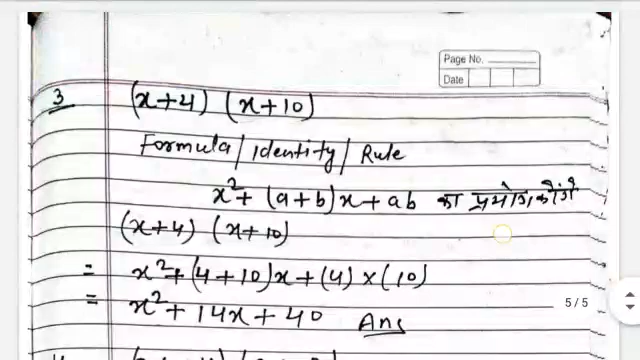 Page No.
Date
3 (x+4) (x+10)
Formula/Identity/Rule
x²+(a+b)x+ab का प्रयोग करेंगे
(x+4) (x+10)
= x²+(4+10)x+(4)×(10)
= x²+14x+40 Ans
5/5